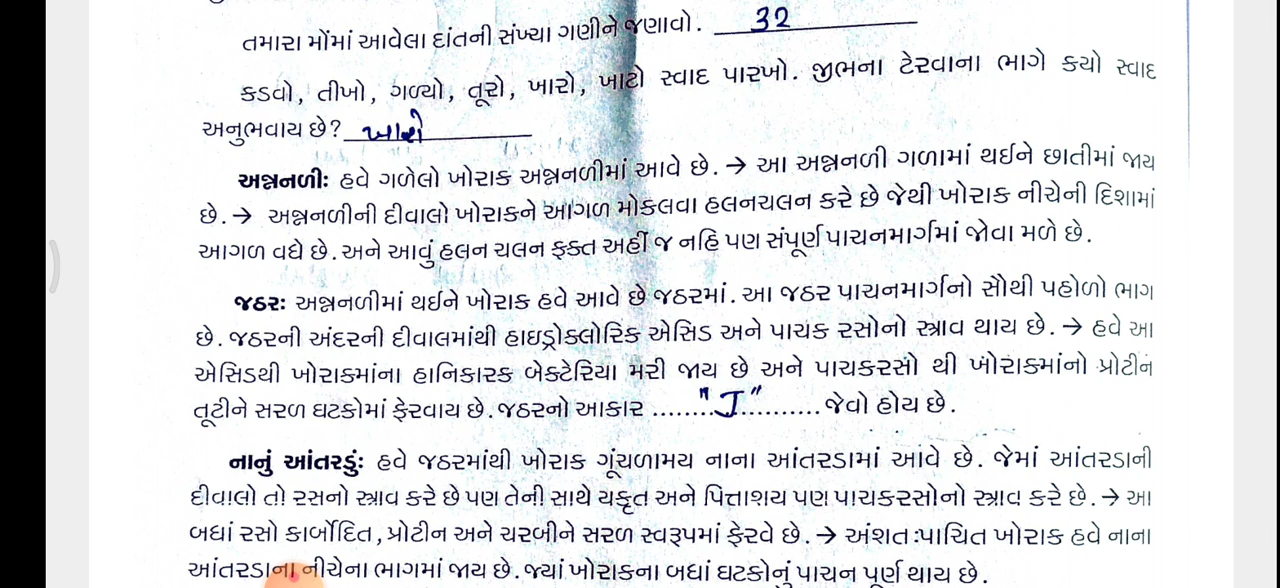 તમારા મોંમાં આવેલા દાંતની સંખ્યા ગણીને જણાવો. 32
કડવો, તીખો, ગળ્યો, તૂરો, ખારો, ખાટો સ્વાદ પારખો. જીભના ટેરવાના ભાગે કયો સ્વાદ
અનુભવાય છે? ખારો
અન્નનળીઃ હવે ગળેલો ખોરાક અન્નનળીમાં આવે છે. → આ અન્નનળી ગળામાં થઈને છાતીમાં જાય
છે. → અન્નનળીની દીવાલો ખોરાકને આગળ મોકલવા હલનચલન કરે છે જેથી ખોરાક નીચેની દિશામાં
આગળ વધે છે. અને આવું હલન ચલન ફક્ત અહીં જ નહિ પણ સંપૂર્ણ પાચનમાર્ગમાં જોવા મળે છે.
જઠરઃ અન્નનળીમાં થઈને ખોરાક હવે આવે છે જઠરમાં. આ જઠર પાચનમાર્ગનો સૌથી પહોળો ભાગ
છે. જઠરની અંદરની દીવાલમાંથી હાઇડ્રોક્લોરિક એસિડ અને પાચક રસોનો સ્ત્રાવ થાય છે. → હવે આ
એસિડથી ખોરાકમાંના હાનિકારક બેક્ટેરિયા મરી જાય છે અને પાચકરસો થી ખોરાકમાંનો પ્રોટીન
તૂટીને સરળ ઘટકોમાં ફેરવાય છે. જઠરનો આકાર ........"J"........... જેવો હોય છે.
નાનું આંતરડુંઃ હવે જઠરમાંથી ખોરાક ગૂંચળામય નાના આંતરડામાં આવે છે. જેમાં આંતરડાની
દીવાલો તો રસનો સ્ત્રાવ કરે છે પણ તેની સાથે યકૃત અને પિત્તાશય પણ પાચકરસોનો સ્ત્રાવ કરે છે. → આ
બધાં રસો કાર્બોદિત, પ્રોટીન અને ચરબીને સરળ સ્વરૂપમાં ફેરવે છે. → અંશતઃપાચિત ખોરાક હવે નાના
આંતરડાના નીચેના ભાગમાં જાય છે. જ્યાં ખોરાકના બધાં ઘટકોનું પાચન પૂર્ણ થાય છે.